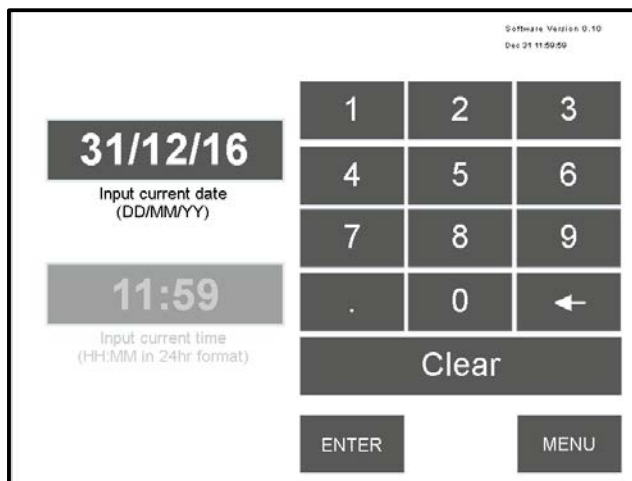 Software Version 0.10
Dec 31 11:59:59
31/12/16
Input current date
(DD/MM/YY)
11:59
Input current time
(HH:MM in 24hr format)
1 2 3
4 5 6
7 8 9
. 0 ←
Clear
ENTER MENU